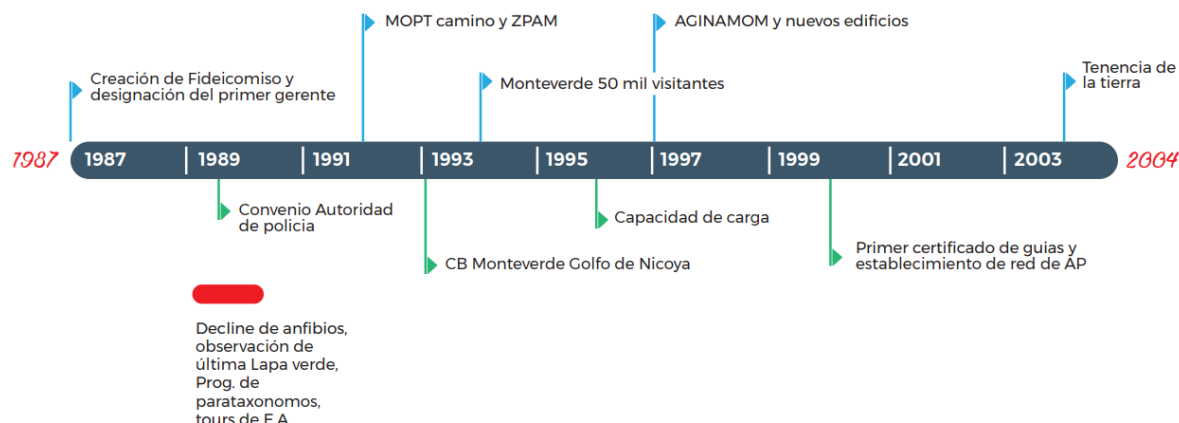 MOPT camino y ZPAM
AGINAMOM y nuevos edificios
Creación de Fideicomiso y
designación del primer gerente
Monteverde 50 mil visitantes
Tenencia de
la tierra
1987
1987
1989
1991
1993
1995
1997
1999
2001
2003
2004
Convenio Autoridad
de policia
Capacidad de carga
CB Monteverde Golfo de Nicoya
Primer certificado de guias y
establecimiento de red de AP
Decline de anfibios,
observación de
última Lapa verde,
Prog. de
parataxonomos,
tours de E.A.